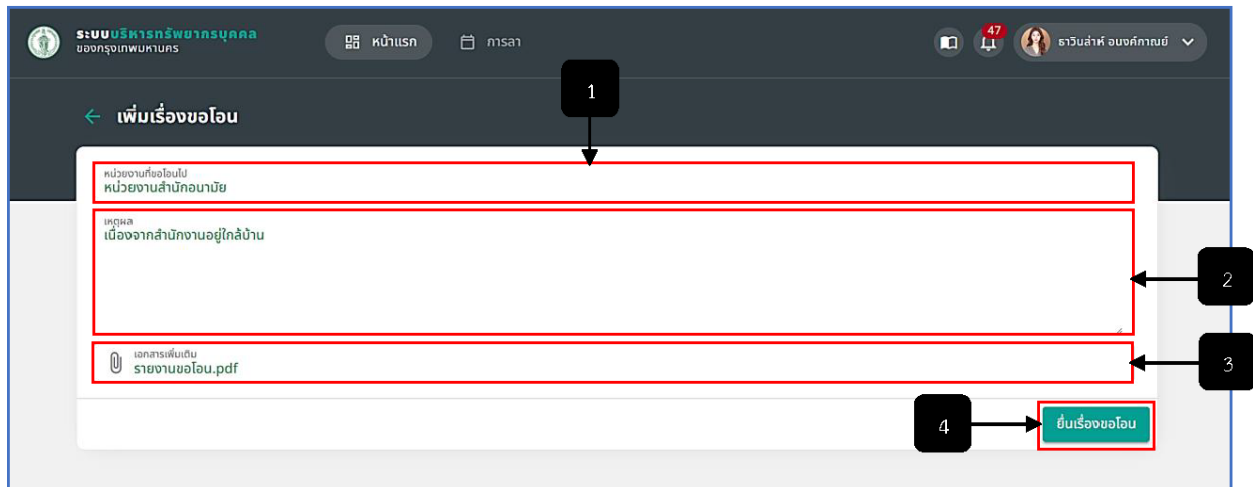 ระบบบริหารทรัพยากรบุคคล
ของกรุงเทพมหานคร
หน้าแรก
การลา
47
ธาวินล่าห์ อนงค์กาณย์
1
เพิ่มเรื่องขอโอน
หน่วยงานที่ขอโอนไป
หน่วยงานสำนักอนามัย
เหตุผล
เนื่องจากสำนักงานอยู่ใกล้บ้าน
2
เอกสารเพิ่มเติม
รายงานขอโอน.pdf
3
4
ยื่นเรื่องขอโอน